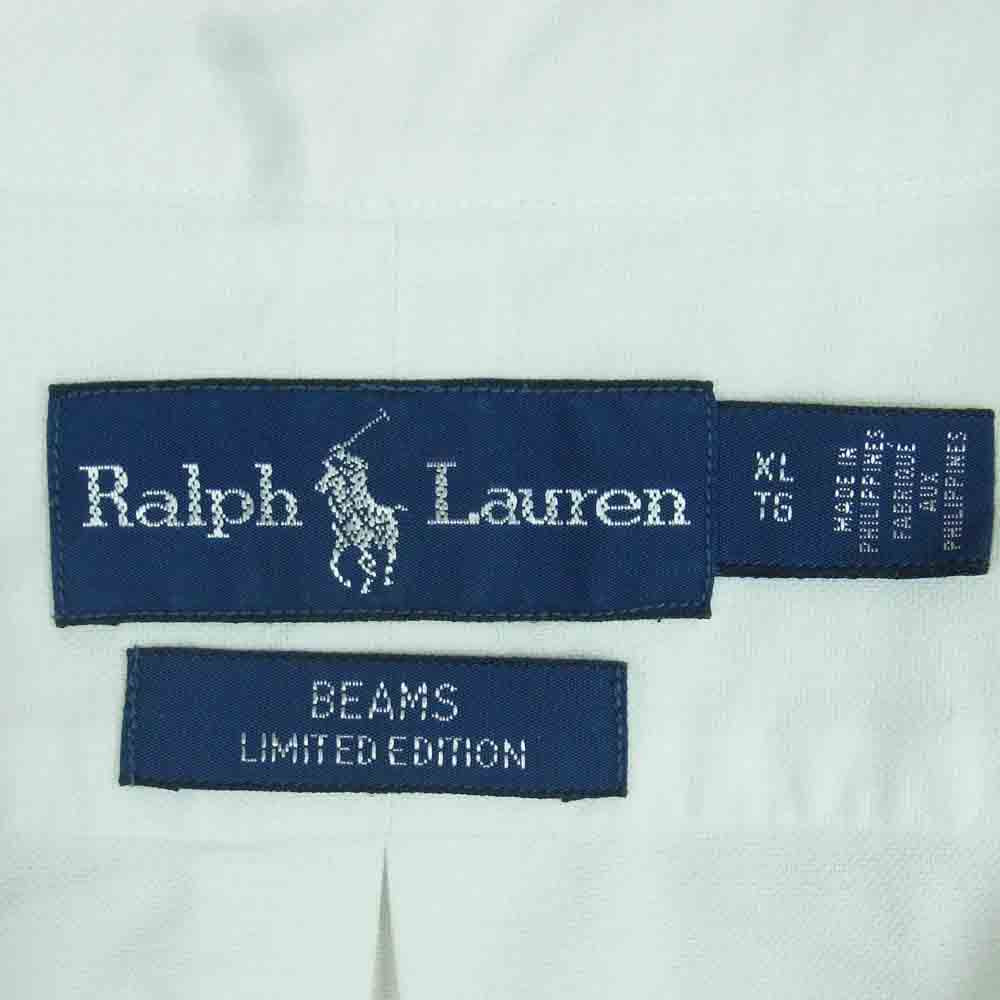 Ralph Lauren
XL
TG
MADE IN
PHILIPPINES
FABRIQUE
AUX
PHILIPPINES
BEAMS
LIMITED EDITION